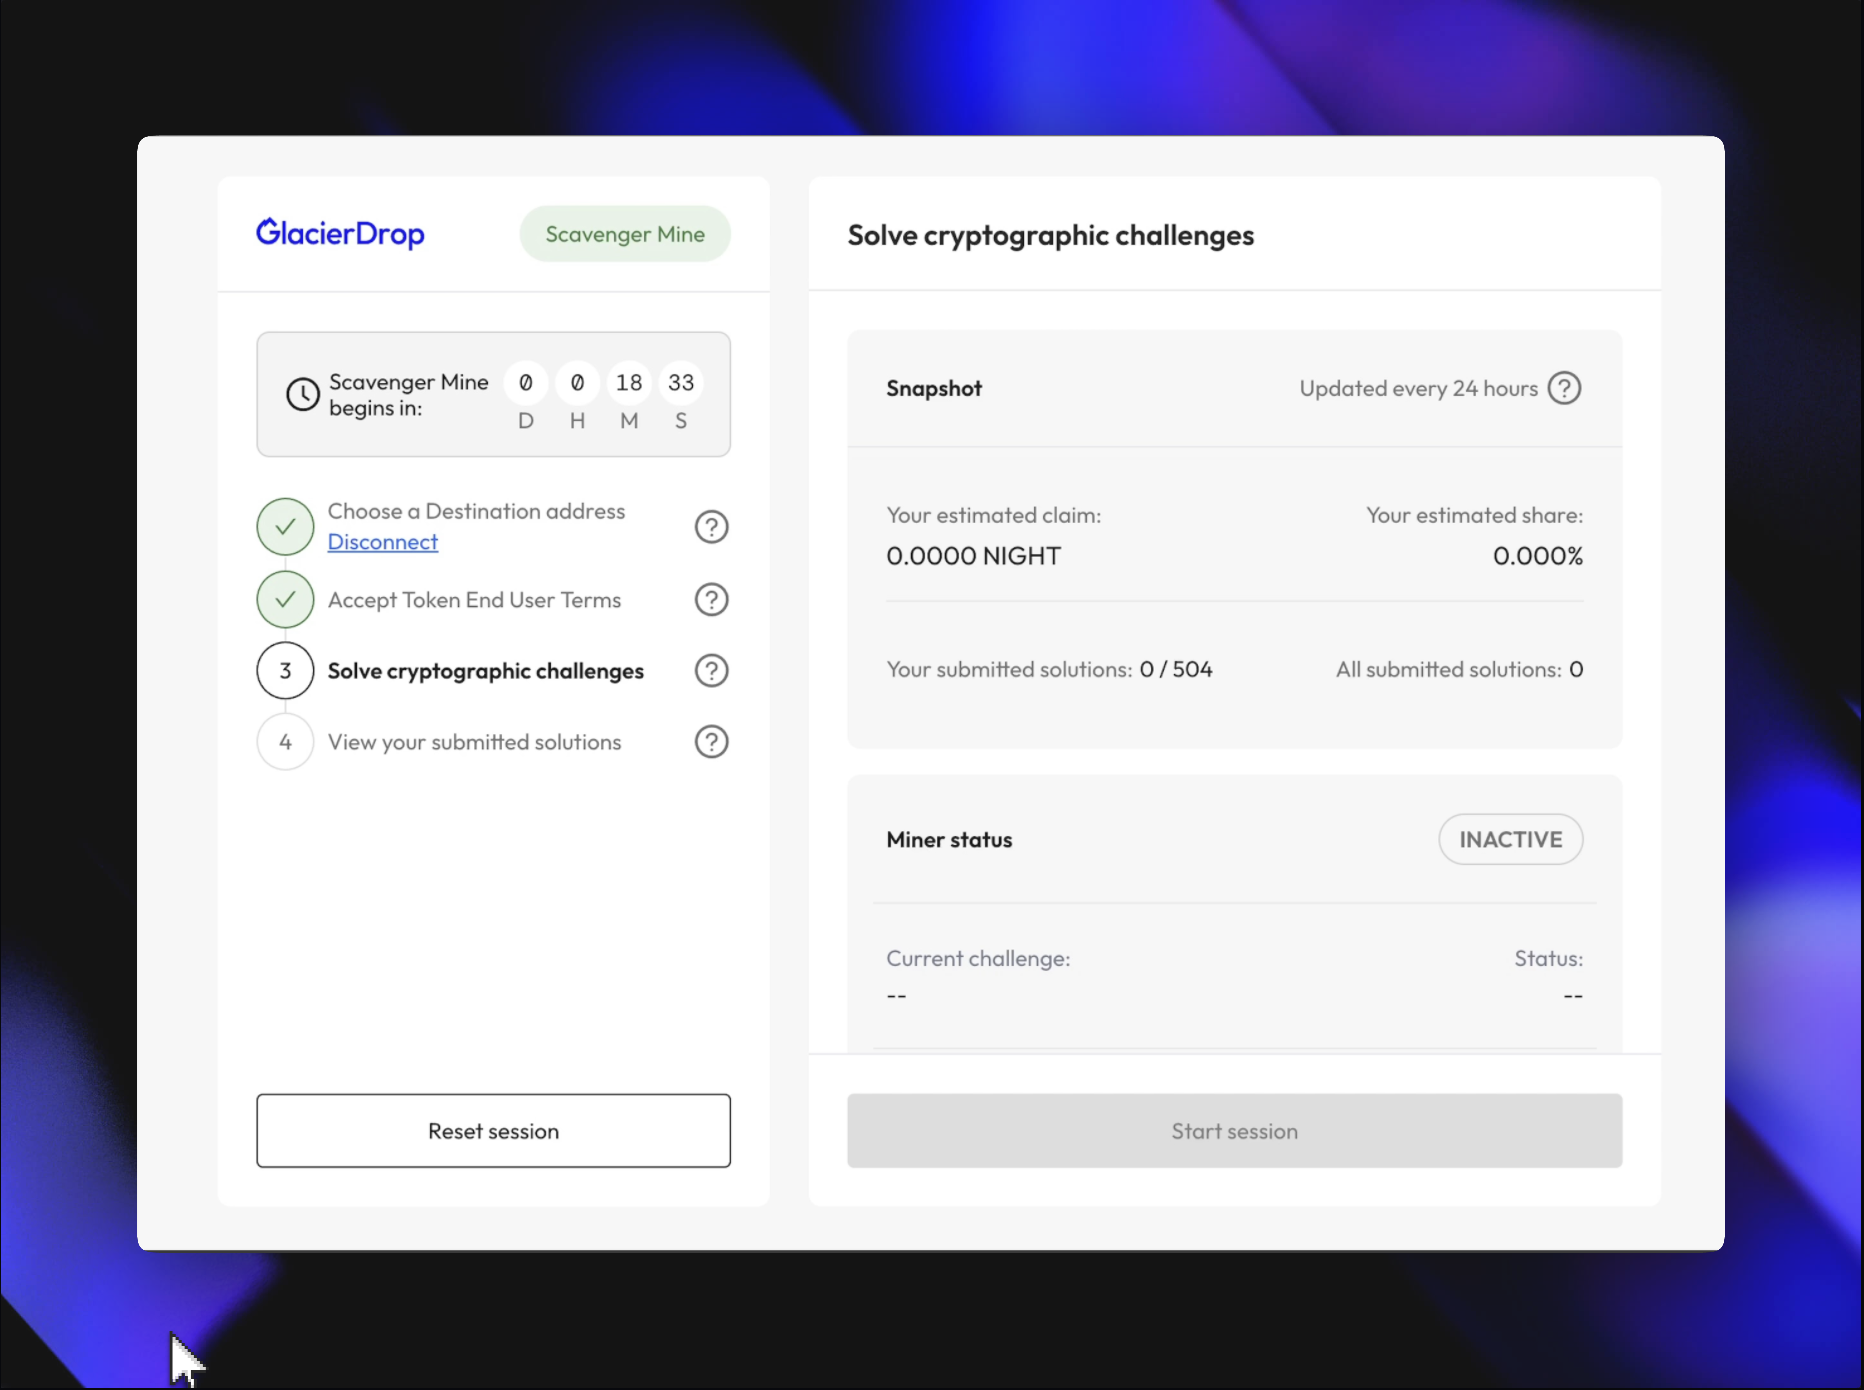 GlacierDrop
Scavenger Mine
Scavenger Mine
begins in:
0 0 18 33
D H M S
Choose a Destination address
Disconnect
?
Accept Token End User Terms
?
3
Solve cryptographic challenges
?
4
View your submitted solutions
?
Reset session
Solve cryptographic challenges
Snapshot
Updated every 24 hours ?
Your estimated claim:
0.0000 NIGHT
Your estimated share:
0.000%
Your submitted solutions: 0 / 504
All submitted solutions: 0
Miner status
INACTIVE
Current challenge:
--
Status:
--
Start session